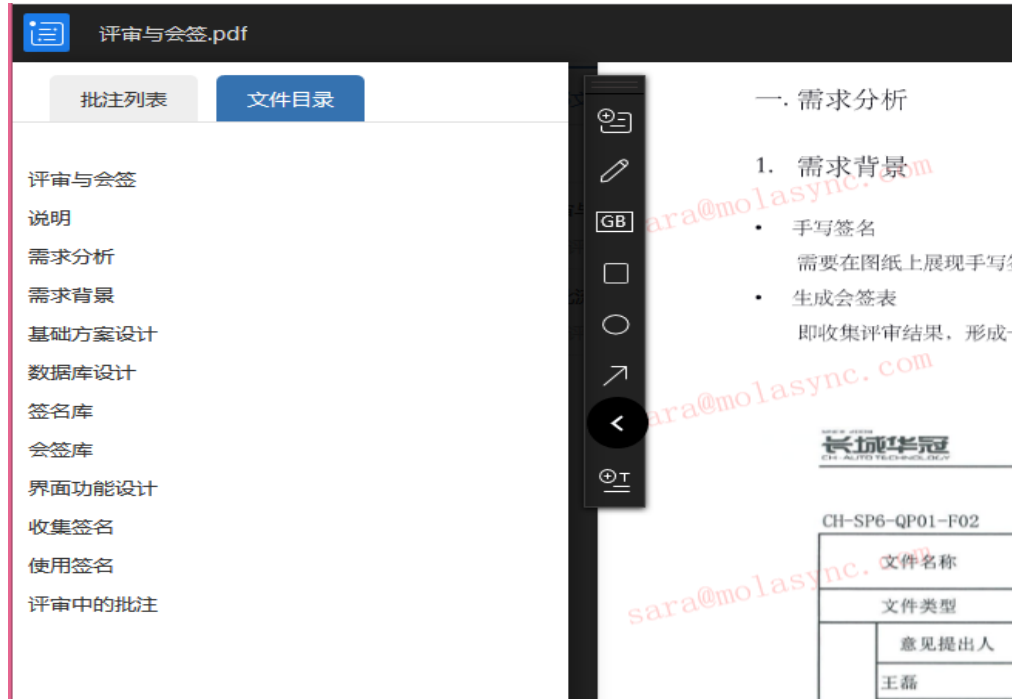 评审与会签.pdf
批注列表
文件目录
评审与会签
说明
需求分析
需求背景
基础方案设计
数据库设计
签名库
会签库
界面功能设计
收集签名
使用签名
评审中的批注
GB
T
一. 需求分析
1. 需求背景
• 手写签名
需要在图纸上展现手写
• 生成会签表
即收集评审结果，形成
sara@molasync.com
sara@molasync.com
长城华冠
CH-AUTO TECHNOLOGY
CH-SP6-QP01-F02
文件名称
sara@molasync.com
文件类型
意见提出人
王磊